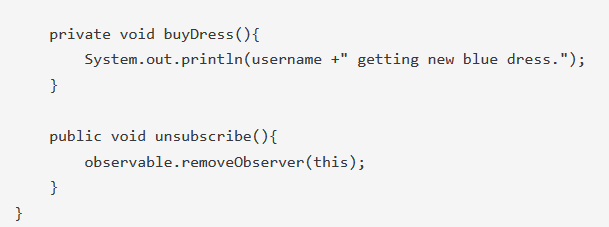 private void buyDress(){
System.out.println(username +" getting new blue dress.");
}
public void unsubscribe(){
observable.removeObserver(this);
}
}